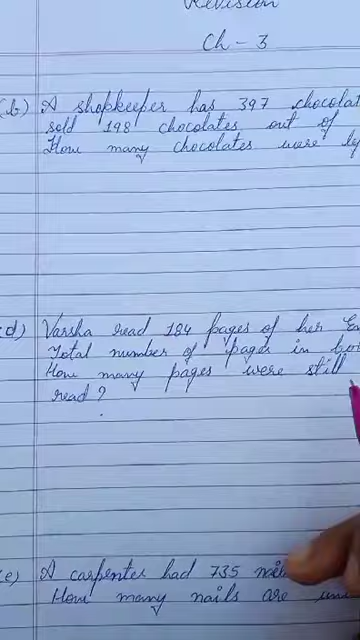 Revision
Ch - 3
(b) A shopkeeper has 397 chocolat
sold 198 chocolates out of
How many chocolates were
(d) Varsha read 184 pages of her
Total number of pages in
How many pages were still
read?
(e) A carpenter had 735
How many nails are